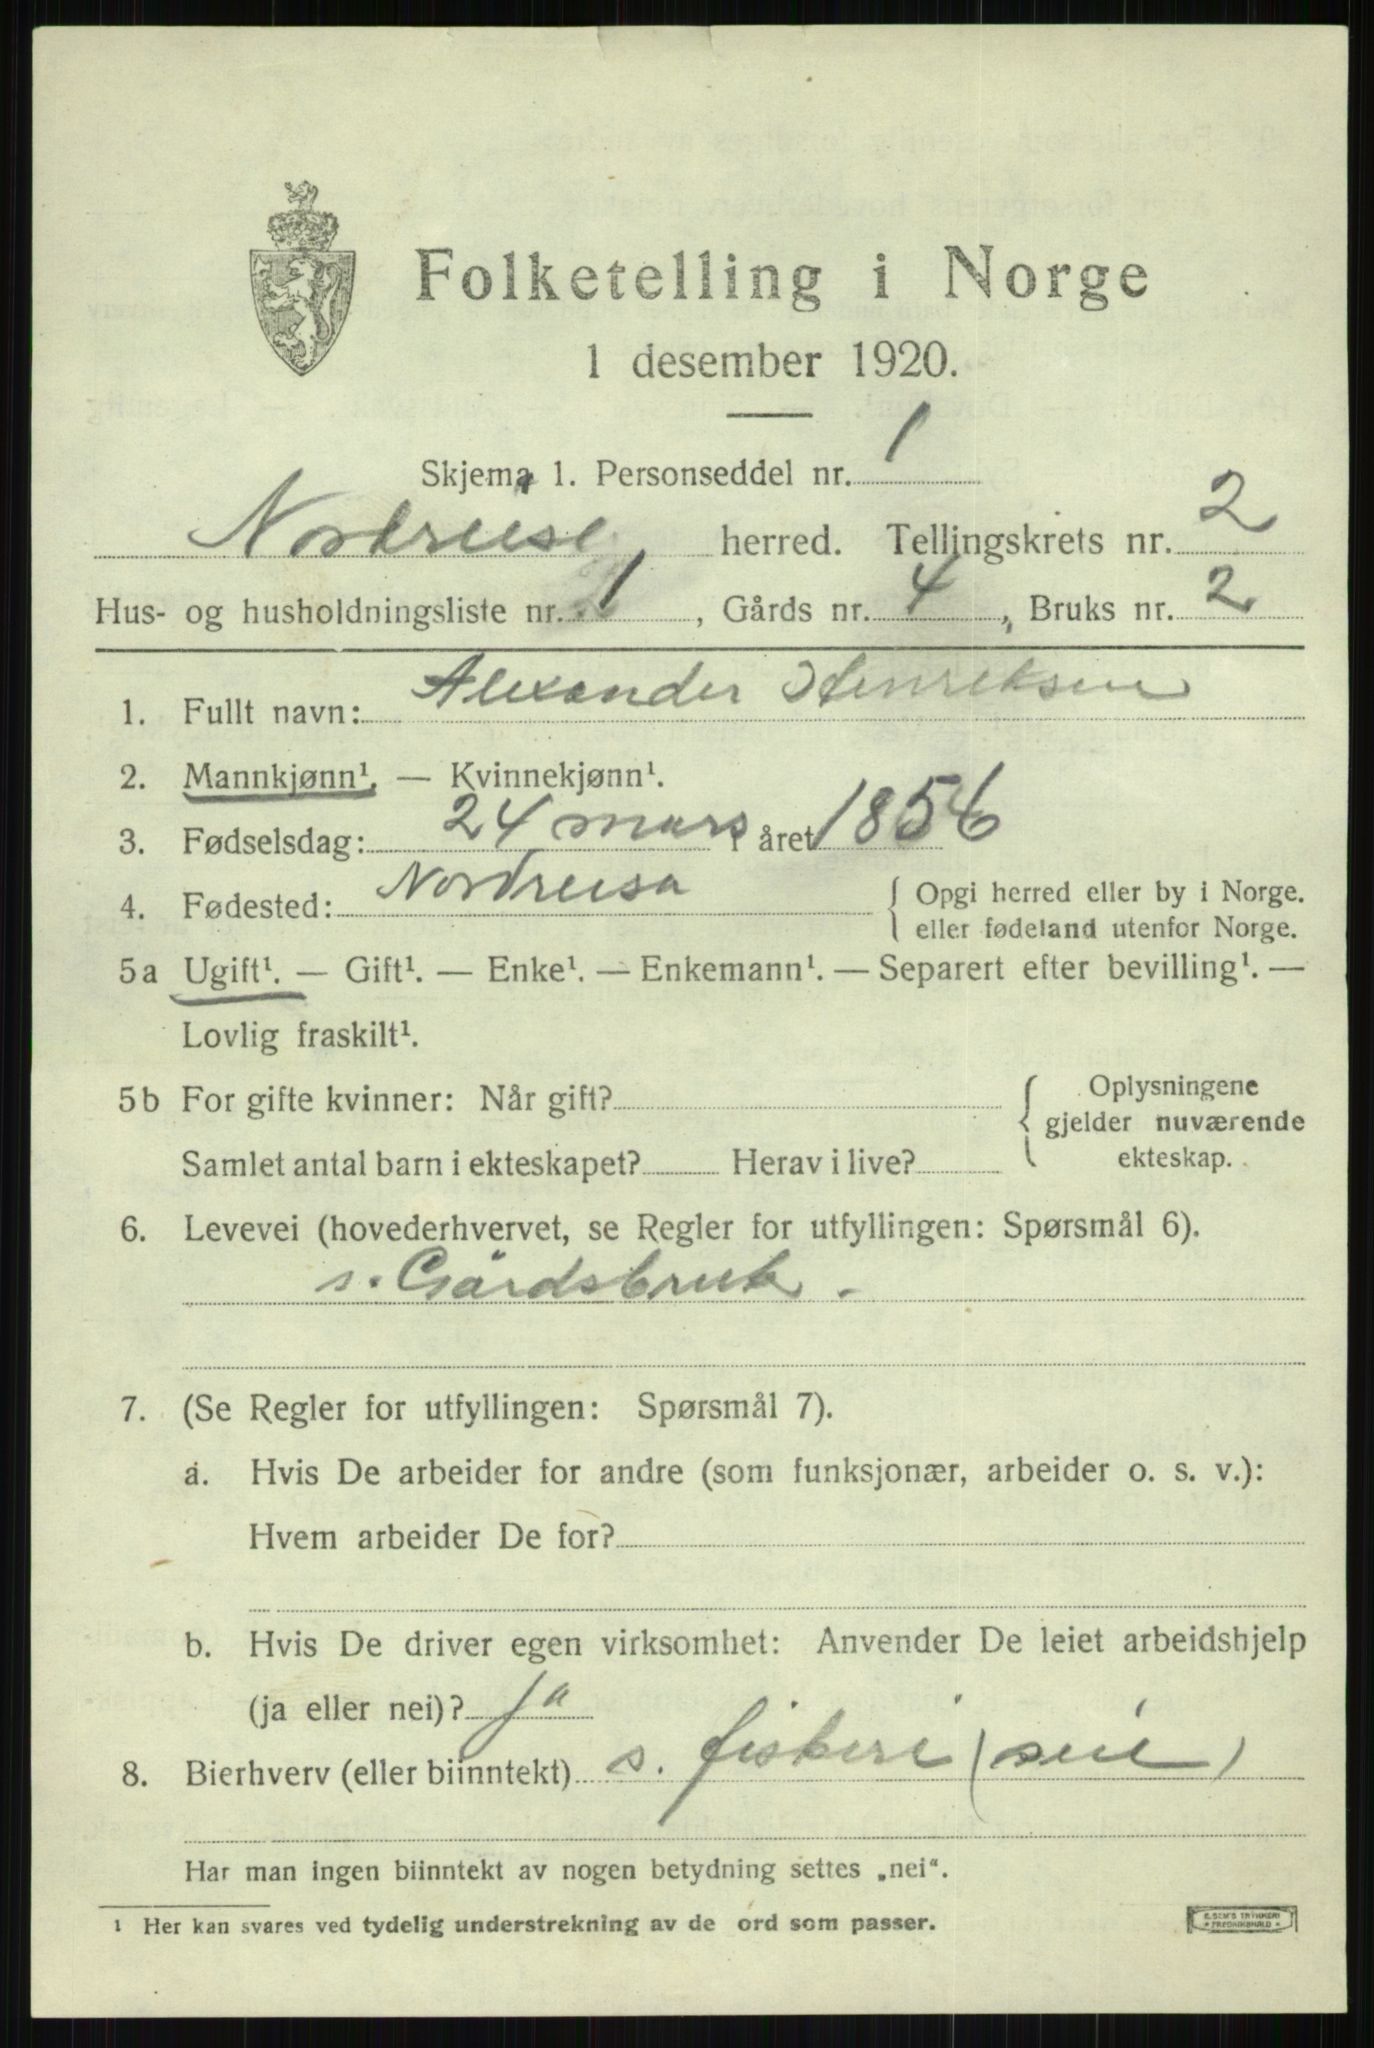 Folketelling i Norge
1 desember 1920.
Skjema 1. Personseddel nr. 1
Nordreise herred. Tellingskrets nr. 2
Hus- og husholdningsliste nr. 1, Gårds nr. 4, Bruks nr. 2
1. Fullt navn: Alexander Henriksen
2. Mannkjønn¹. — Kvinnekjønn¹.
3. Fødselsdag: 24 mars i året 1856
4. Fødested: Nordreisa { Opgi herred eller by i Norge.
eller fødeland utenfor Norge.
5a Ugift¹. — Gift¹. — Enke¹. — Enkemann¹. — Separert efter bevilling¹. —
Lovlig fraskilt¹.
5b For gifte kvinner: Når gift? { Oplysningene
gjelder nuværende
Samlet antal barn i ekteskapet? Herav i live? ekteskap.
6. Levevei (hovederhvervet, se Regler for utfyllingen: Spørsmål 6).
s. Gårdsbruk.
7. (Se Regler for utfyllingen: Spørsmål 7).
a. Hvis De arbeider for andre (som funksjonær, arbeider o. s. v.):
Hvem arbeider De for?
b. Hvis De driver egen virksomhet: Anvender De leiet arbeidshjelp
(ja eller nei)? ja
8. Bierhverv (eller biinntekt) s. fiskeri (seie)
Har man ingen biinntekt av nogen betydning settes „nei“.
¹ Her kan svares ved tydelig understrekning av de ord som passer.
E. SEM'S TRYKKERI
• FREDRIKSHALD •